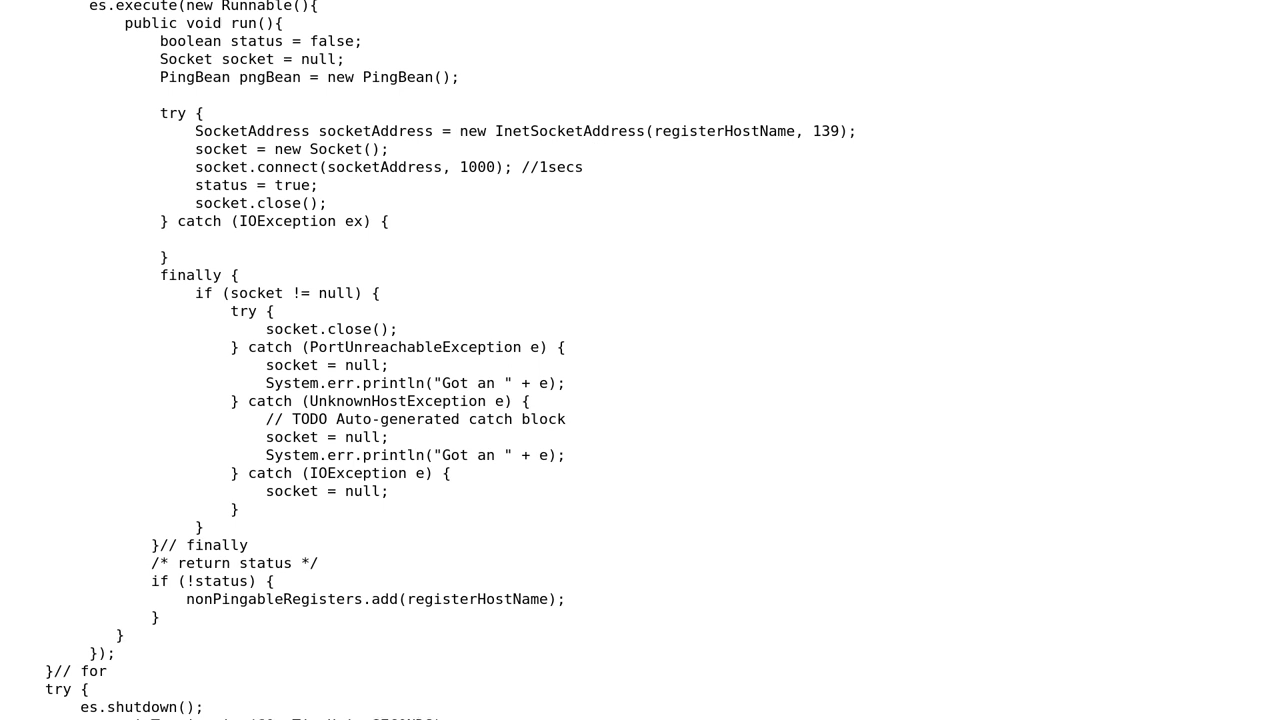 es.execute(new Runnable(){
public void run(){
boolean status = false;
Socket socket = null;
PingBean pngBean = new PingBean();
try {
SocketAddress socketAddress = new InetSocketAddress(registerHostName, 139);
socket = new Socket();
socket.connect(socketAddress, 1000); //1secs
status = true;
socket.close();
} catch (IOException ex) {
}
finally {
if (socket != null) {
try {
socket.close();
} catch (PortUnreachableException e) {
socket = null;
System.err.println("Got an " + e);
} catch (UnknownHostException e) {
// TODO Auto-generated catch block
socket = null;
System.err.println("Got an " + e);
} catch (IOException e) {
socket = null;
}
}
}// finally
/* return status */
if (!status) {
nonPingableRegisters.add(registerHostName);
}
}
});
}// for
try {
es.shutdown();